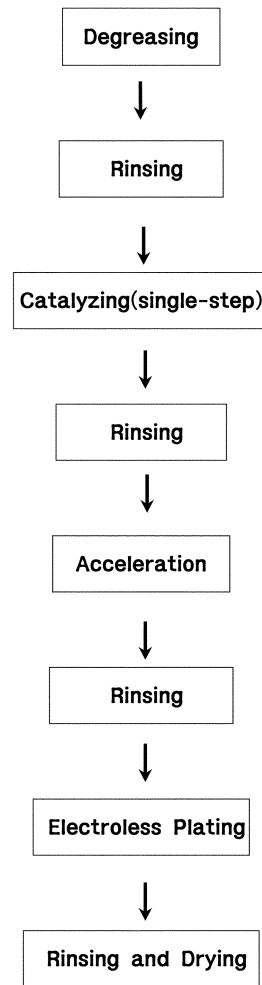 Degreasing
Rinsing
Catalyzing(single-step)
Rinsing
Acceleration
Rinsing
Electroless Plating
Rinsing and Drying